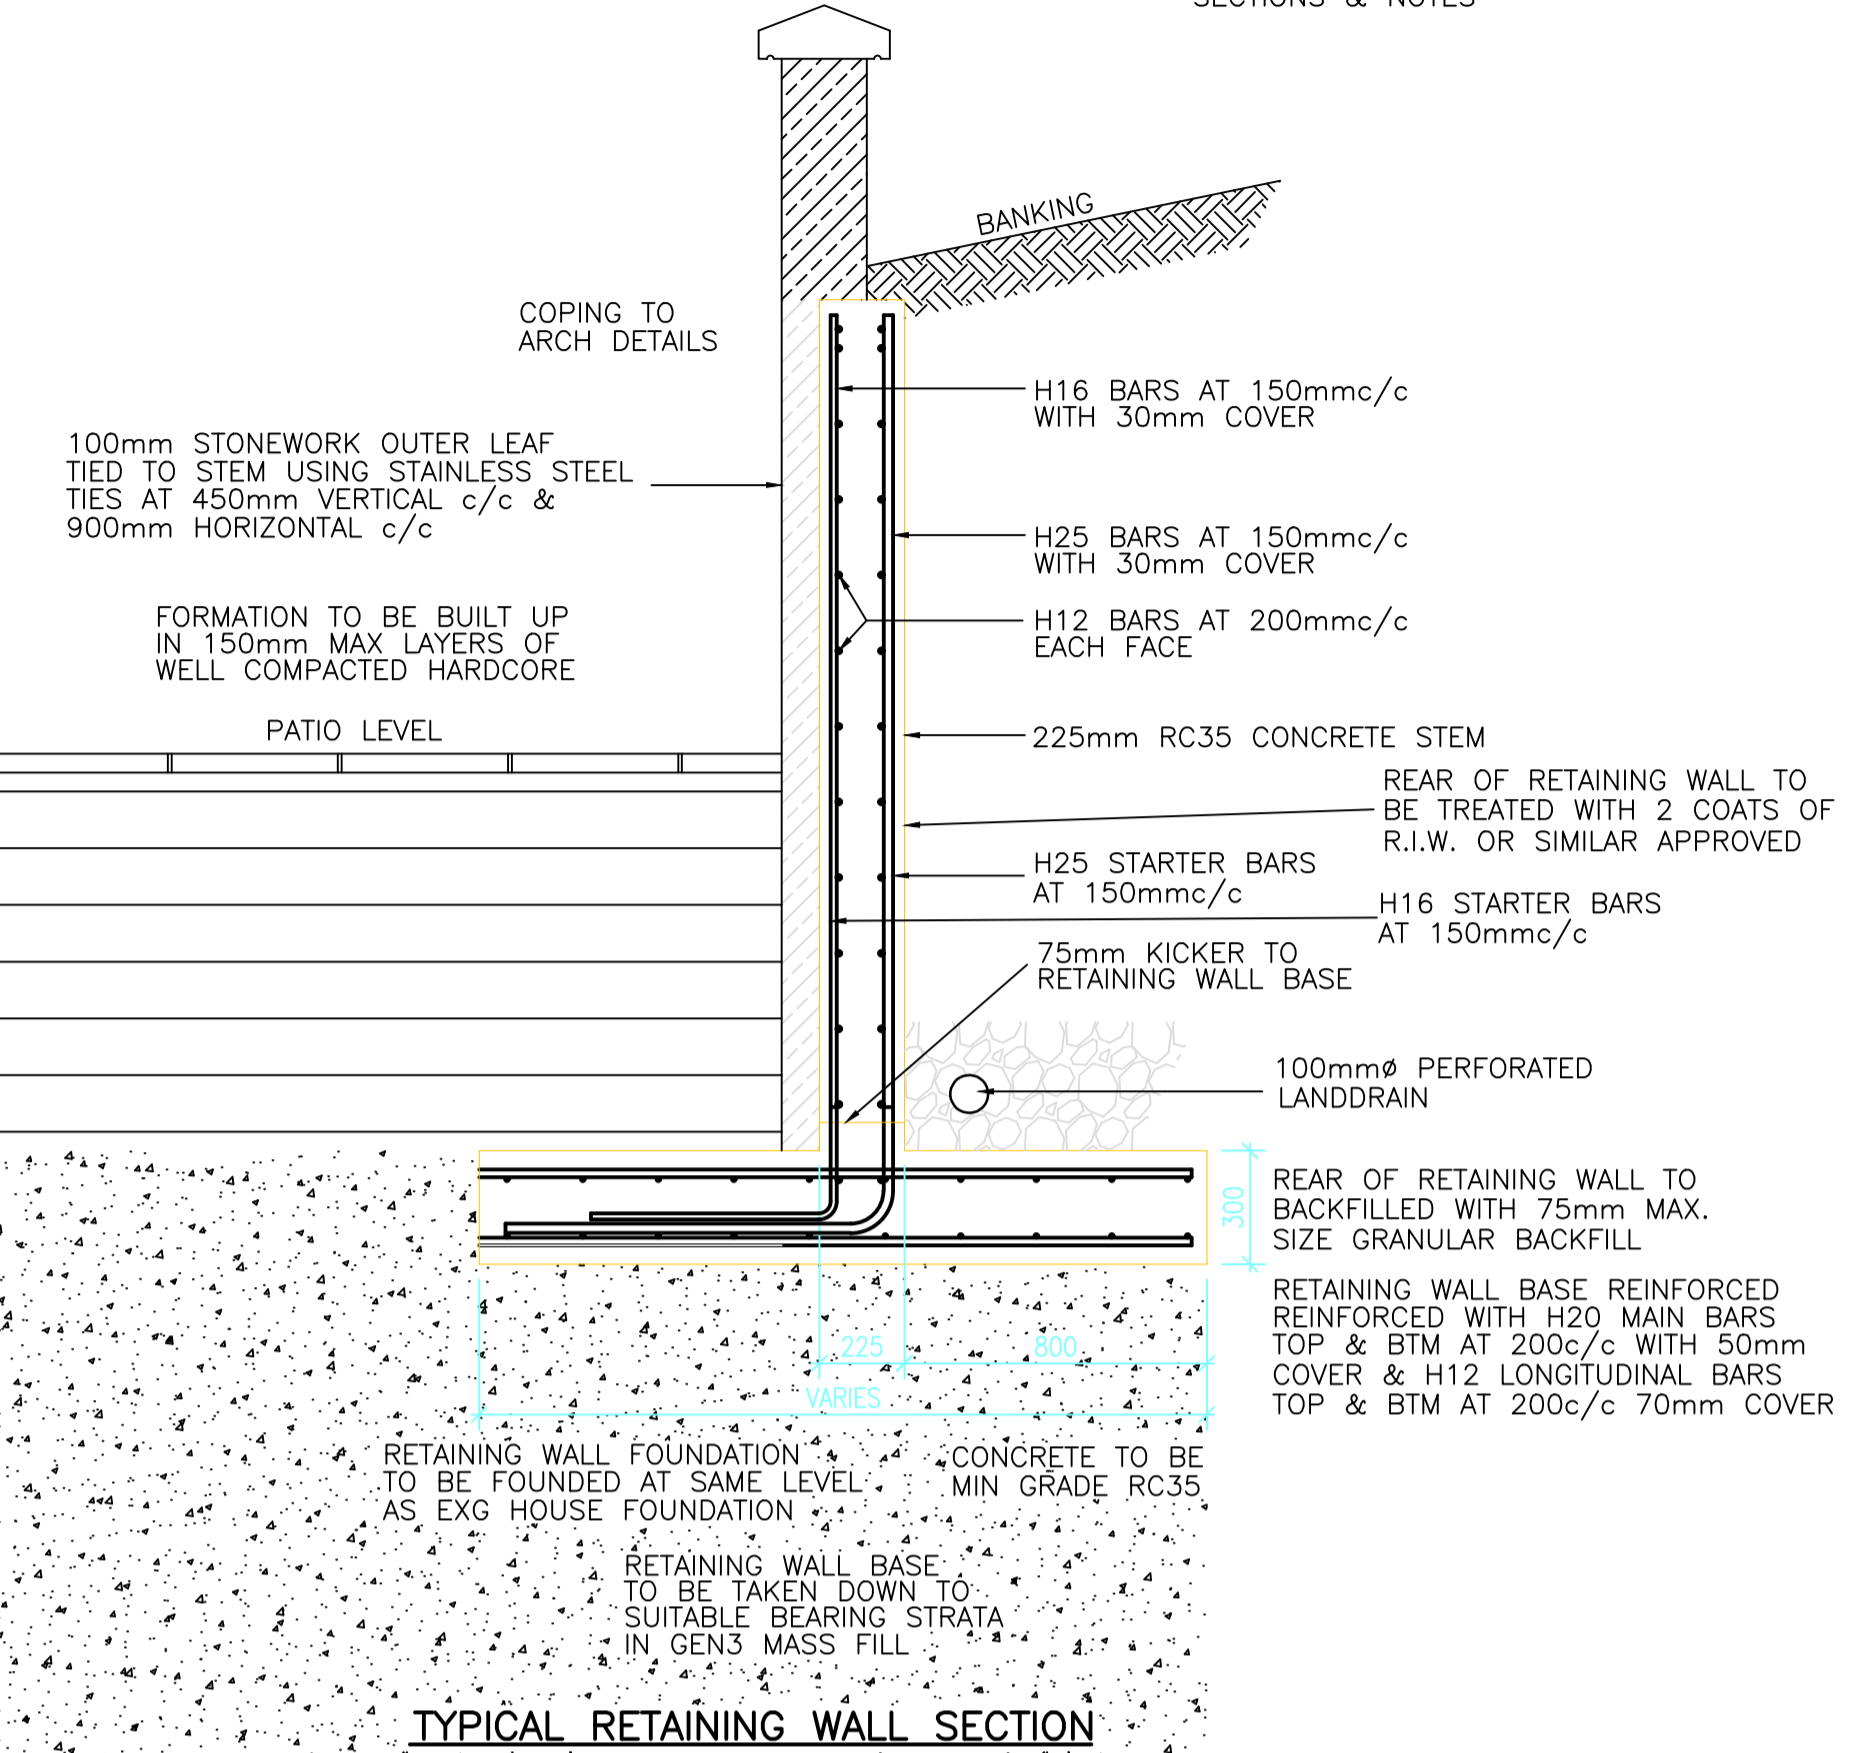 SECTIONS & NOTES
BANKING
COPING TO
ARCH DETAILS
H16 BARS AT 150mmc/c
WITH 30mm COVER
100mm STONEWORK OUTER LEAF
TIED TO STEM USING STAINLESS STEEL
TIES AT 450mm VERTICAL c/c &
900mm HORIZONTAL c/c
H25 BARS AT 150mmc/c
WITH 30mm COVER
FORMATION TO BE BUILT UP
IN 150mm MAX LAYERS OF
WELL COMPACTED HARDCORE
H12 BARS AT 200mmc/c
EACH FACE
PATIO LEVEL
225mm RC35 CONCRETE STEM
REAR OF RETAINING WALL TO
BE TREATED WITH 2 COATS OF
R.I.W. OR SIMILAR APPROVED
H25 STARTER BARS
AT 150mmc/c
H16 STARTER BARS
AT 150mmc/c
75mm KICKER TO
RETAINING WALL BASE
100mmø PERFORATED
LANDDRAIN
300
REAR OF RETAINING WALL TO
BACKFILLED WITH 75mm MAX.
SIZE GRANULAR BACKFILL
RETAINING WALL BASE REINFORCED
REINFORCED WITH H20 MAIN BARS
TOP & BTM AT 200c/c WITH 50mm
COVER & H12 LONGITUDINAL BARS
TOP & BTM AT 200c/c 70mm COVER
225
800
VARIES
RETAINING WALL FOUNDATION
TO BE FOUNDED AT SAME LEVEL
AS EXG HOUSE FOUNDATION
CONCRETE TO BE
MIN GRADE RC35
RETAINING WALL BASE
TO BE TAKEN DOWN TO
SUITABLE BEARING STRATA
IN GEN3 MASS FILL
TYPICAL RETAINING WALL SECTION